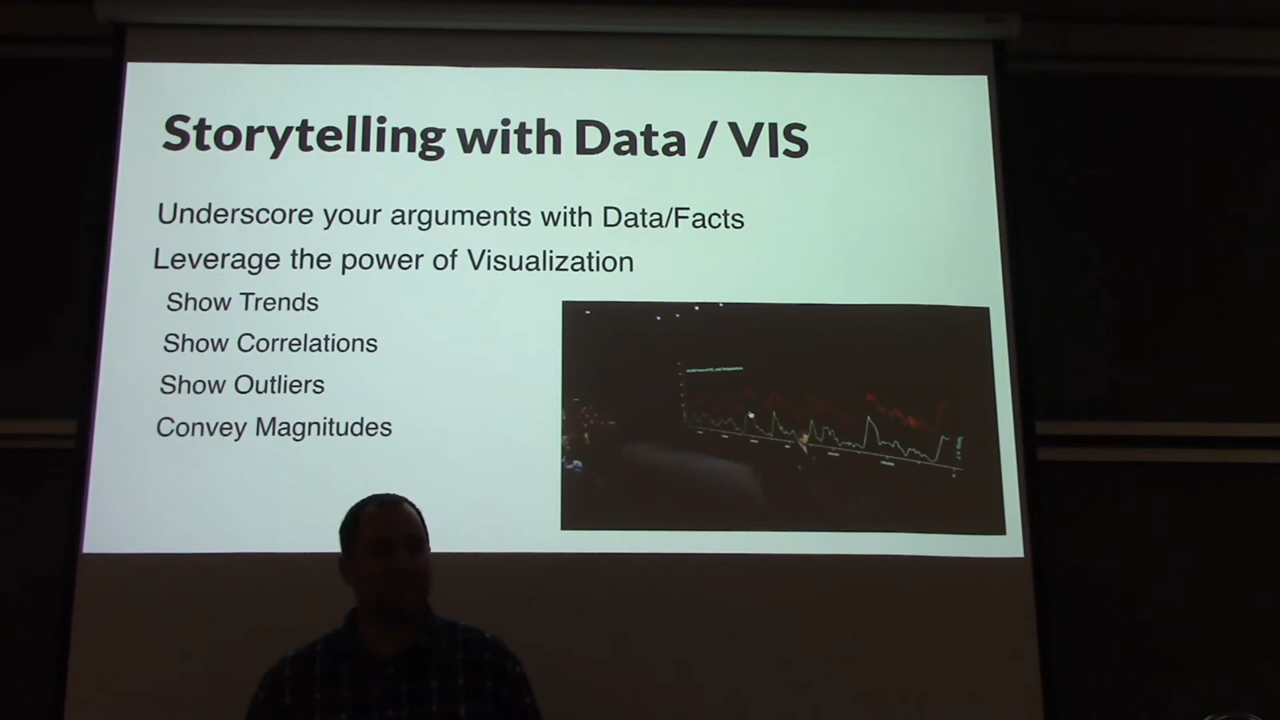 Storytelling with Data / VIS
Underscore your arguments with Data/Facts
Leverage the power of Visualization
Show Trends
Show Correlations
Show Outliers
Convey Magnitudes